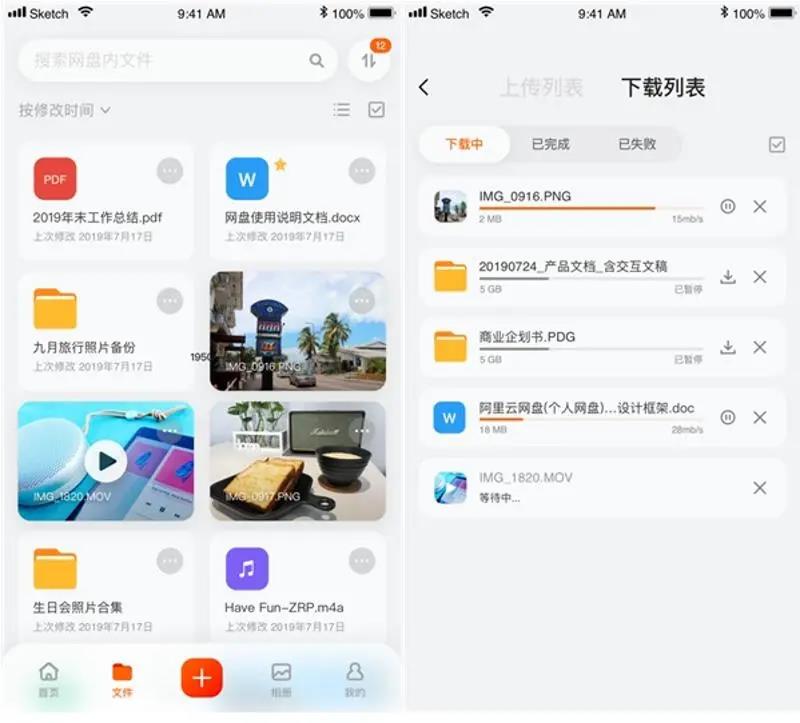 Sketch 9:41 AM 100%
搜索网盘内文件
12
按修改时间
PDF
2019年末工作总结.pdf
上次修改 2019年7月17日
W
网盘使用说明文档.docx
上次修改 2019年7月17日
九月旅行照片备份
上次修改 2019年7月17日
1950
IMG_0916.PNG
IMG_1820.MOV
IMG-0917.PNG
生日会照片合集
上次修改 2019年7月17日
Have Fun-ZRP.m4a
上次修改 2019年7月17日
首页
文件
相册
我的
Sketch 9:41 AM 100%
上传列表 下载列表
下载中 已完成 已失败
IMG_0916.PNG
2 MB 15mb/s
20190724_产品文档_含交互文稿
5 GB 已暂停
商业企划书.PDG
5 GB 已暂停
W
阿里云网盘(个人网盘)...设计框架.doc
18 MB 28mb/s
IMG_1820.MOV
等待中...